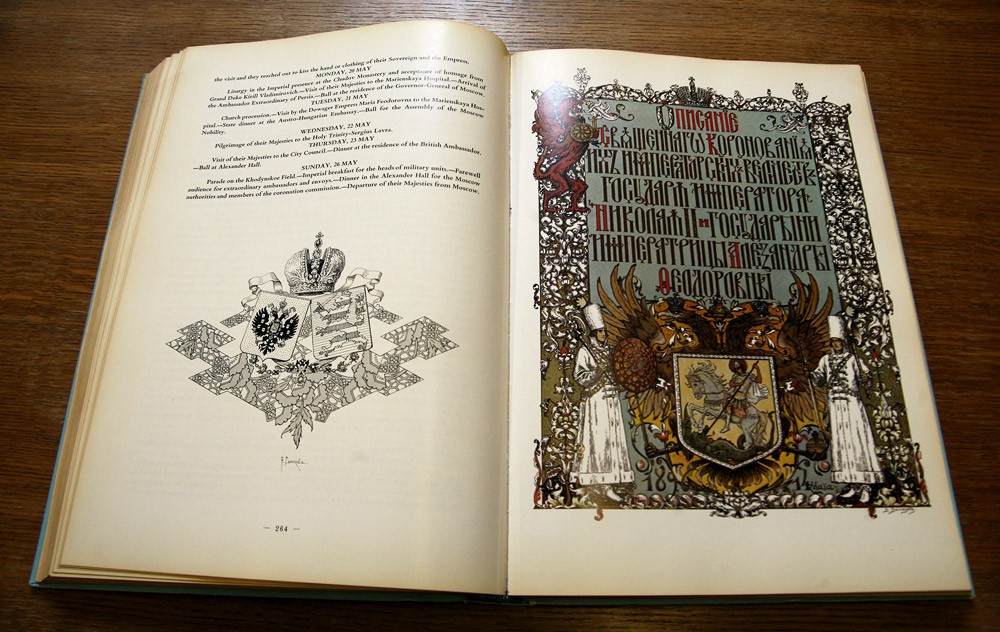 the visit and they reached out to kiss the hand or clothing of their Sovereign and the Empress.
MONDAY, 20 MAY
Liturgy in the Imperial presence at the Chudov Monastery and acceptance of homage from
Grand Duke Kirill Vladimirovich.—Visit of their Majesties to the Marienskaya Hospital.—Arrival of
the Ambassador Extraordinary of Persia.—Ball at the residence of the Governor-General of Moscow.
TUESDAY, 21 MAY
Church procession.—Visit by the Dowager Empress Maria Feodorovna to the Marienskaya Hos-
pital.—State dinner at the Austro-Hungarian Embassy.—Ball for the Assembly of the Moscow
Nobility.
WEDNESDAY, 22 MAY
Pilgrimage of their Majesties to the Holy Trinity-Sergius Lavra.
THURSDAY, 23 MAY
Visit of their Majesties to the City Council.—Dinner at the residence of the British Ambassador.
—Ball at Alexander Hall.
SUNDAY, 26 MAY
Parade on the Khodynskoe Field.—Imperial breakfast for the heads of military units.—Farewell
audience for extraordinary ambassadors and envoys.—Dinner in the Alexander Hall for the Moscow
authorities and members of the coronation commission.—Departure of their Majesties from Moscow.
— 264 —
Описаніе
Свѧщеннагѡ Коронованїѧ
Ихъ Императорскихъ Величествъ
Государѧ Императора
Николаѧ II и Государыни
Императрицы Алеѯандры
Ѳеодоровны